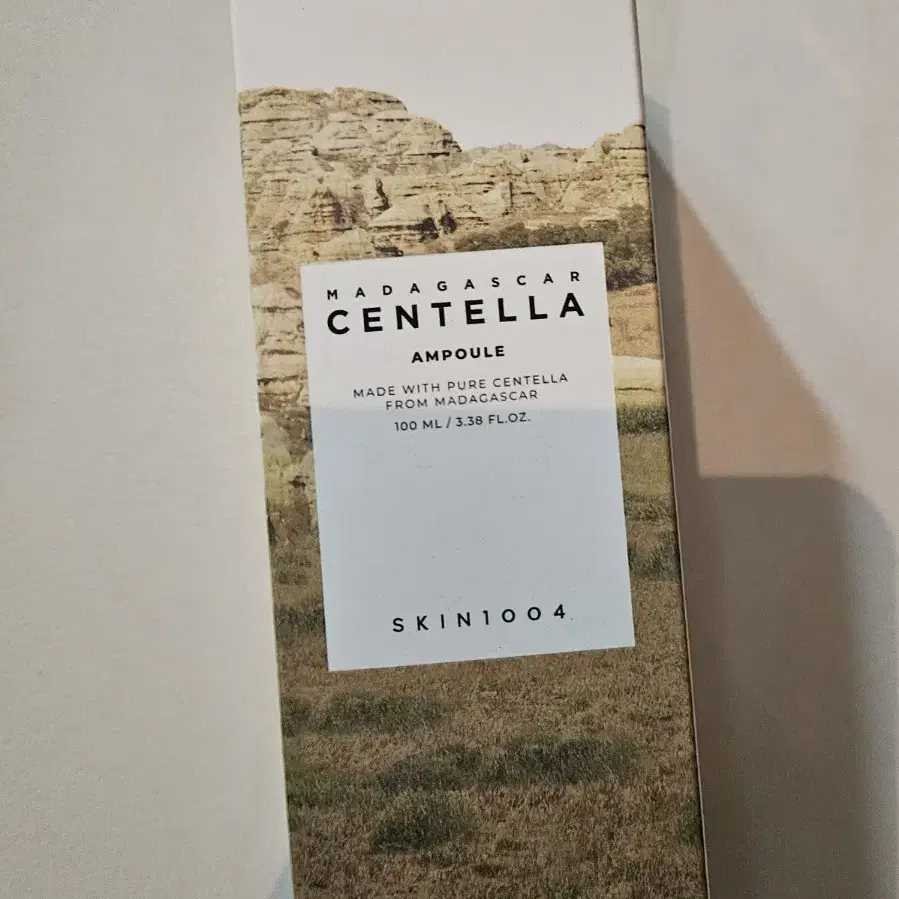 MADAGASCAR
CENTELLA
AMPOULE
MADE WITH PURE CENTELLA
FROM MADAGASCAR
100 ML / 3.38 FL.OZ.
SKIN1004